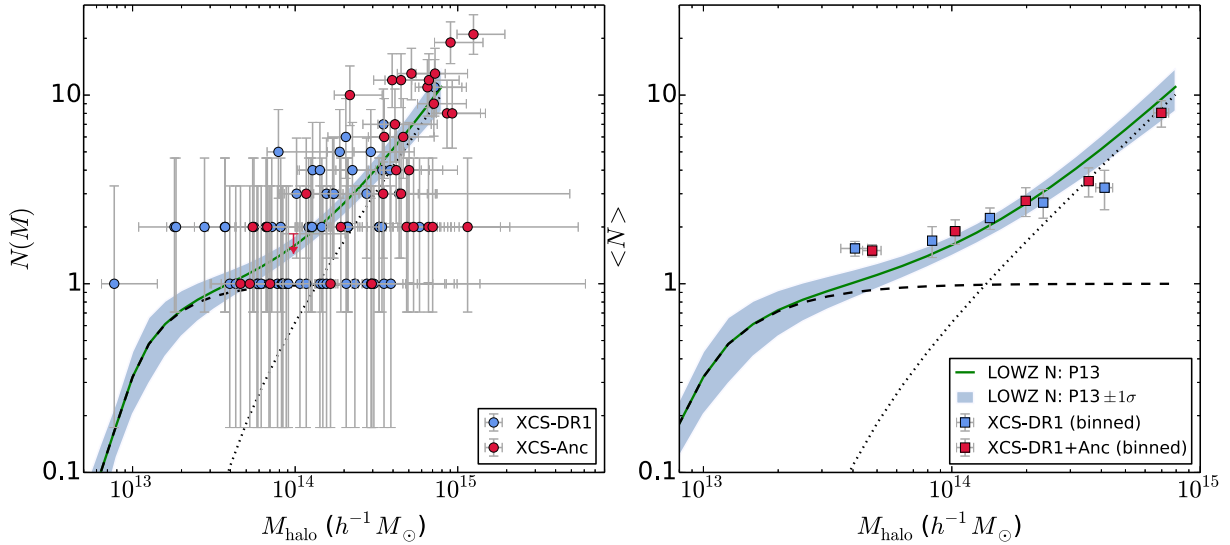 N(M)
10
1
0.1
10^13
10^14
10^15
M_halo (h^-1 M_⊙)
XCS-DR1
XCS-Anc
<N>
10
1
0.1
10^13
10^14
10^15
M_halo (h^-1 M_⊙)
LOWZ N: P13
LOWZ N: P13 ±1σ
XCS-DR1 (binned)
XCS-DR1+Anc (binned)